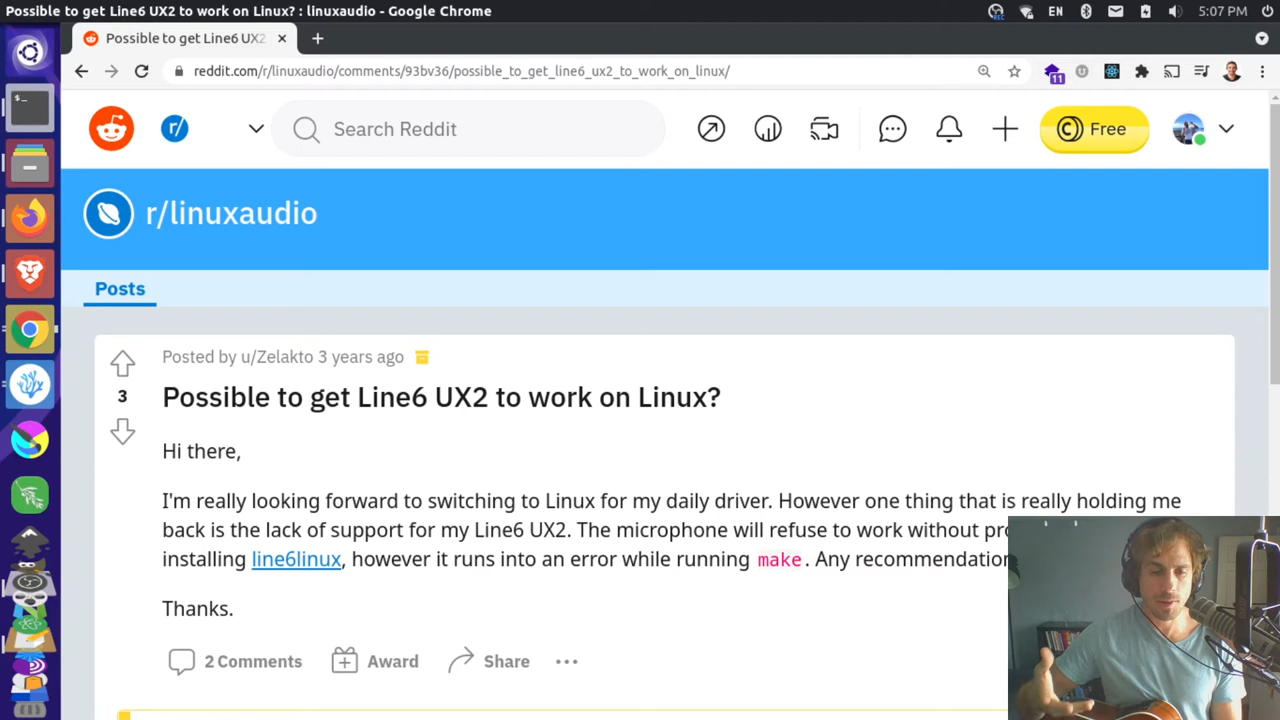 Possible to get Line6 UX2 to work on Linux? : linuxaudio - Google Chrome
REC
EN
5:07 PM
Possible to get Line6 UX2
reddit.com/r/linuxaudio/comments/93bv36/possible_to_get_line6_ux2_to_work_on_linux/
11
r/
Search Reddit
Free
r/linuxaudio
Posts
Posted by u/Zelakto 3 years ago
3
Possible to get Line6 UX2 to work on Linux?
Hi there,
I'm really looking forward to switching to Linux for my daily driver. However one thing that is really holding me
back is the lack of support for my Line6 UX2. The microphone will refuse to work without
installing line6linux, however it runs into an error while running make. Any
Thanks.
2 Comments
Award
Share